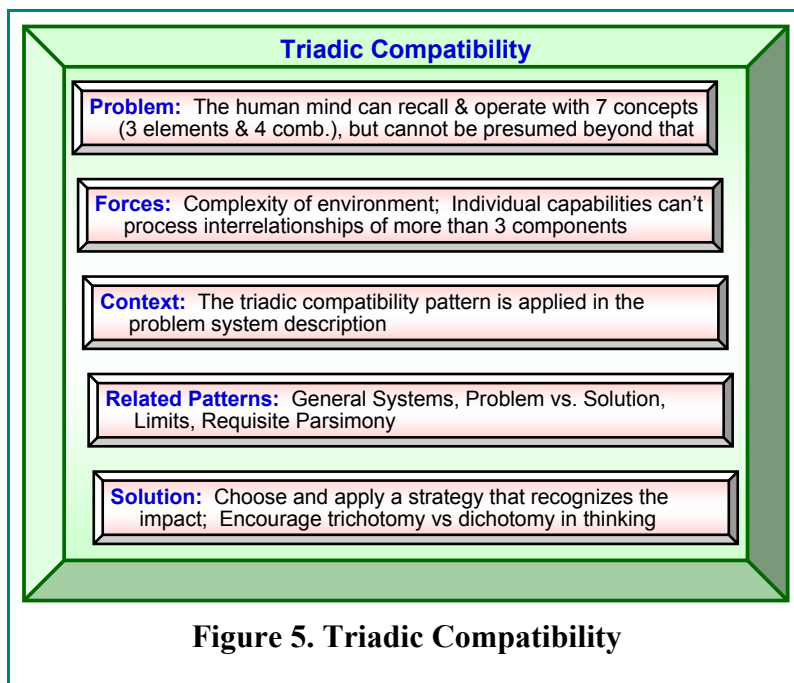 Triadic Compatibility
Problem: The human mind can recall & operate with 7 concepts
(3 elements & 4 comb.), but cannot be presumed beyond that
Forces: Complexity of environment; Individual capabilities can't
process interrelationships of more than 3 components
Context: The triadic compatibility pattern is applied in the
problem system description
Related Patterns: General Systems, Problem vs. Solution,
Limits, Requisite Parsimony
Solution: Choose and apply a strategy that recognizes the
impact; Encourage trichotomy vs dichotomy in thinking
Figure 5. Triadic Compatibility